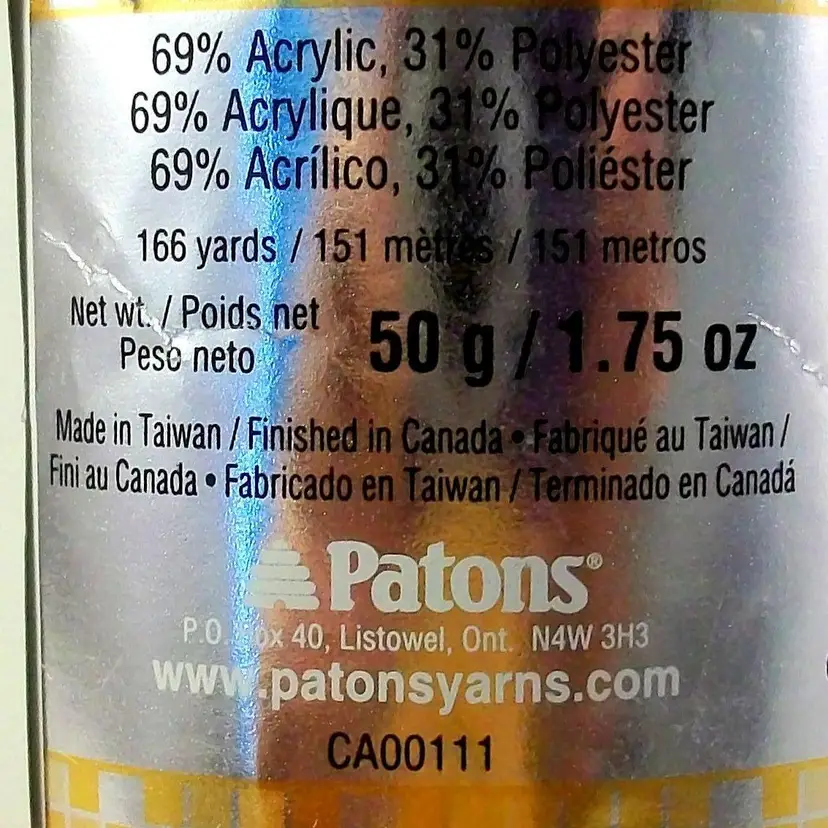 69% Acrylic, 31% Polyester
69% Acrylique, 31% Polyester
69% Acrílico, 31% Poliéster
166 yards / 151 mètres / 151 metros
Net wt. / Poids net
Peso neto
50 g / 1.75 oz
Made in Taiwan / Finished in Canada • Fabriqué au Taiwan /
Fini au Canada • Fabricado en Taiwan / Terminado en Canadá
Patons®
P.O. Box 40, Listowel, Ont. N4W 3H3
www.patonsyarns.com
CA00111